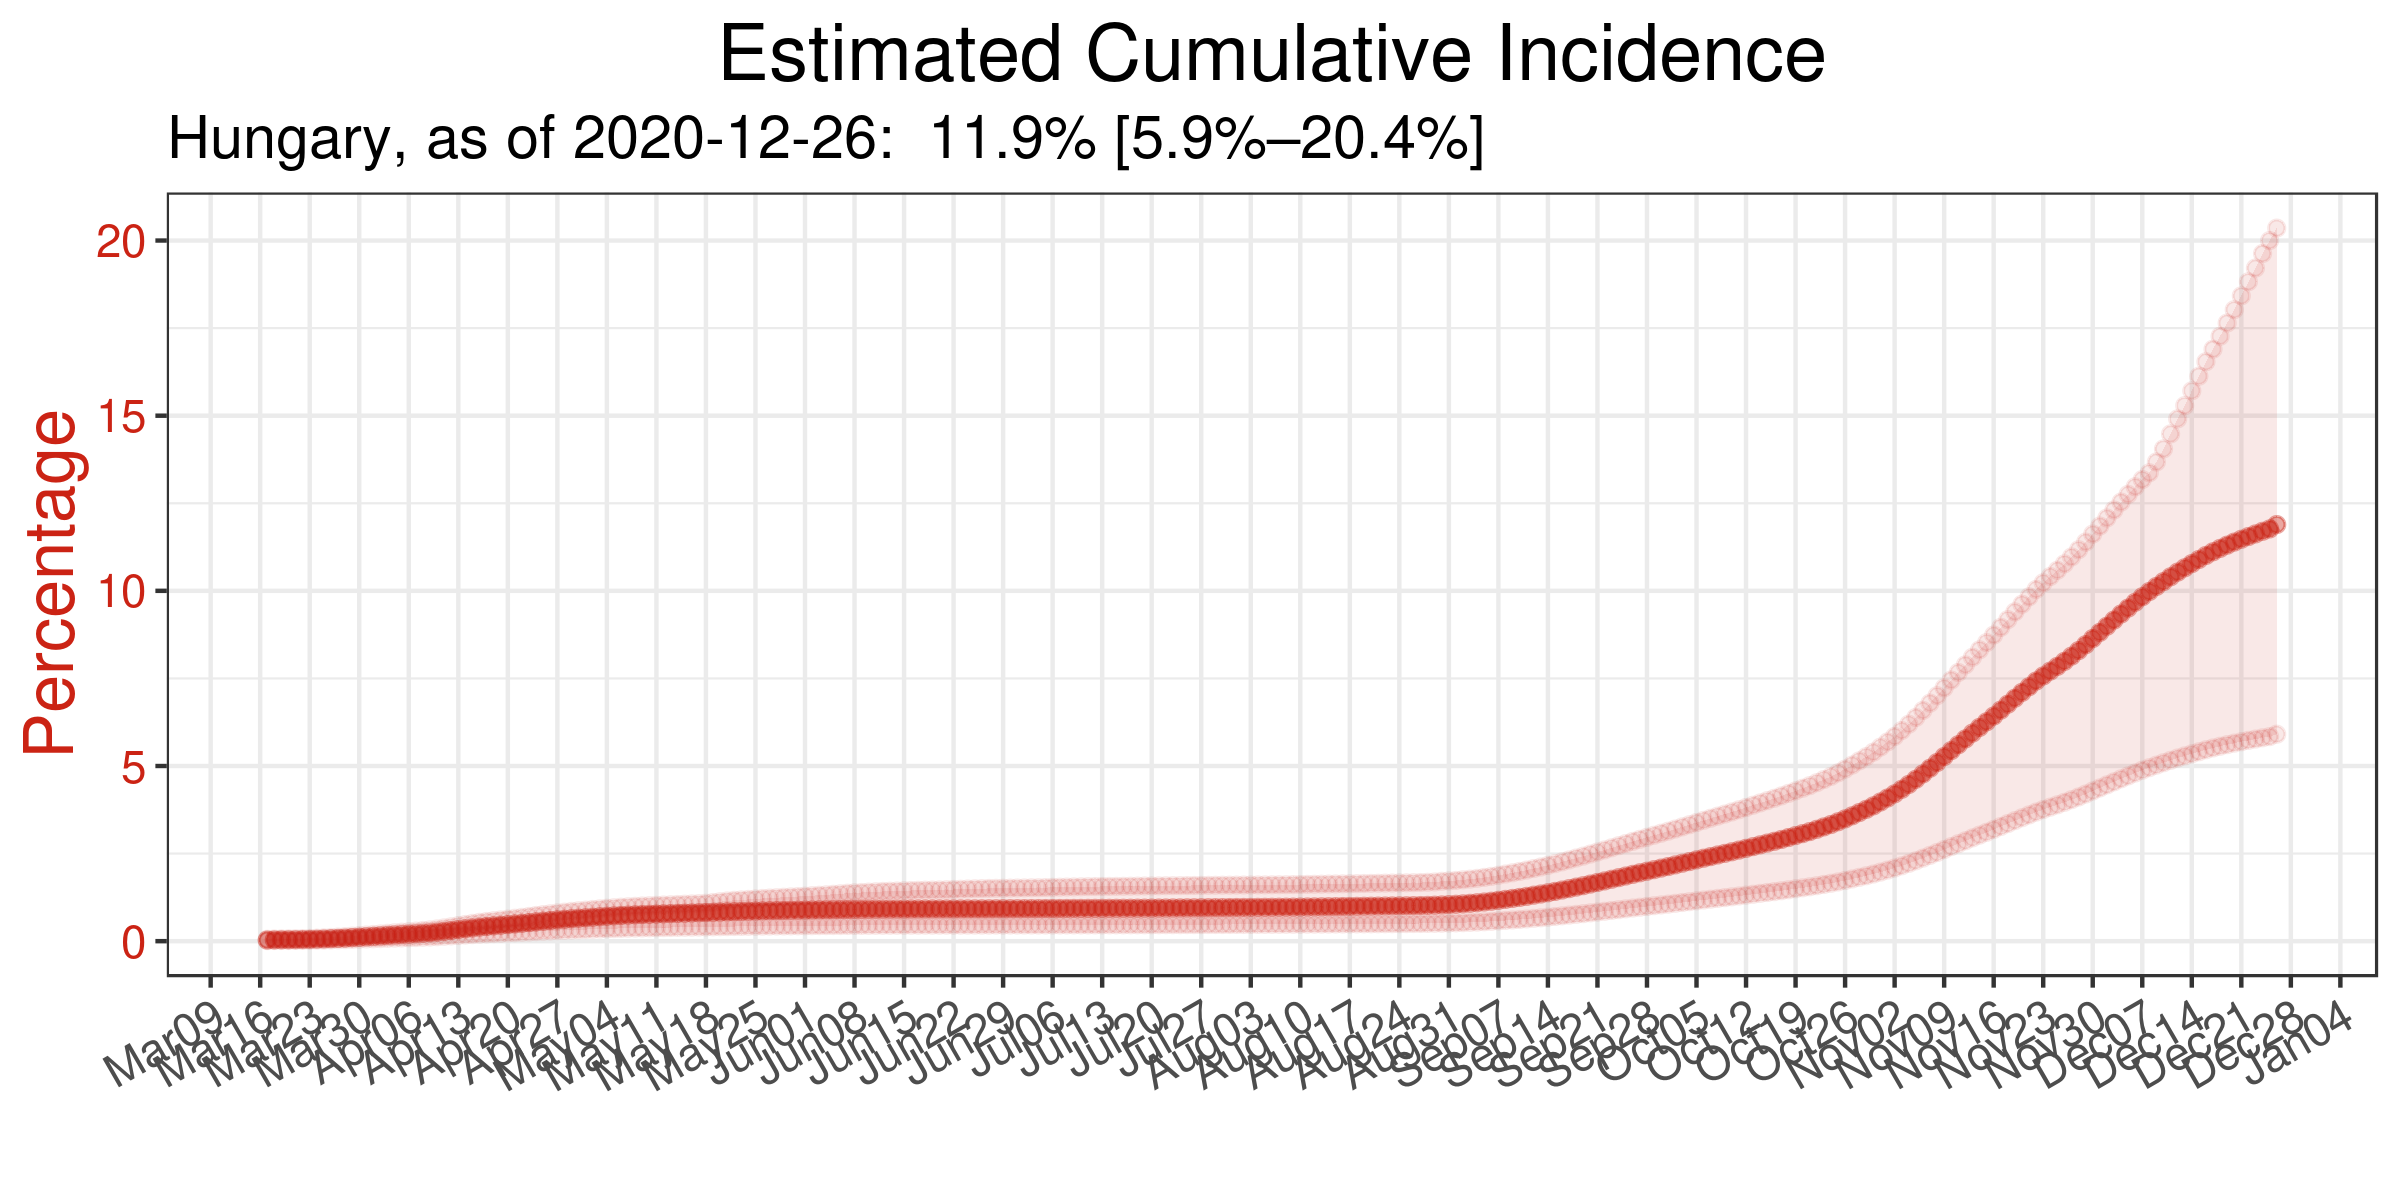 Estimated Cumulative Incidence
Hungary, as of 2020-12-26:  11.9% [5.9%–20.4%]
Percentage
20
15
10
5
0
Mar09
Mar16
Mar23
Mar30
Apr06
Apr13
Apr20
Apr27
May04
May11
May18
May25
Jun01
Jun08
Jun15
Jun22
Jun29
Jul06
Jul13
Jul20
Jul27
Aug03
Aug10
Aug17
Aug24
Aug31
Sep07
Sep14
Sep21
Sep28
Oct05
Oct12
Oct19
Oct26
Nov02
Nov09
Nov16
Nov23
Nov30
Dec07
Dec14
Dec21
Dec28
Jan04